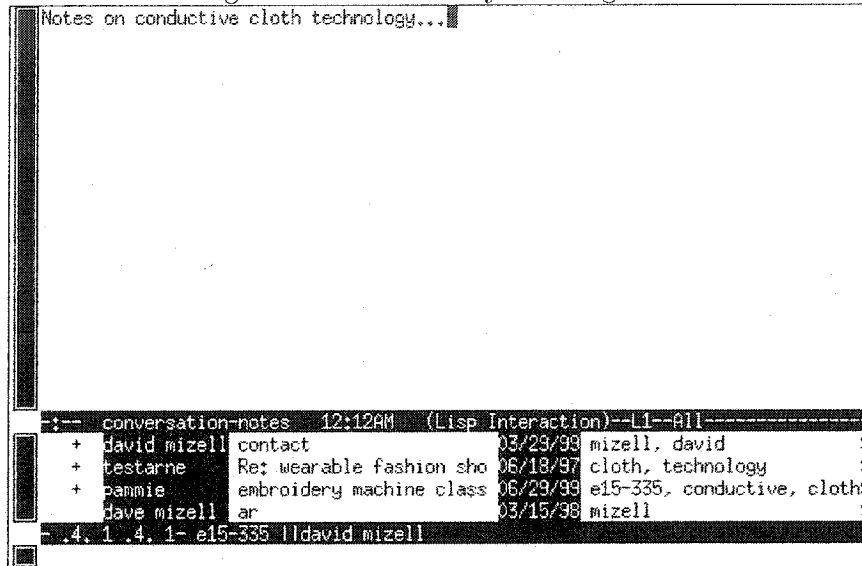 Notes on conductive cloth technology...
-:-- conversation-notes 12:12AM (Lisp Interaction)--L1--All------------------
+ david mizell contact 03/29/99 mizell, david $
+ testarne Re: wearable fashion sho 06/18/97 cloth, technology $
+ pammie embroidery machine class 06/29/99 e15-335, conductive, cloth$
dave mizell ar 03/15/98 mizell $
- .4. 1 .4. 1- e15-335 ||david mizell